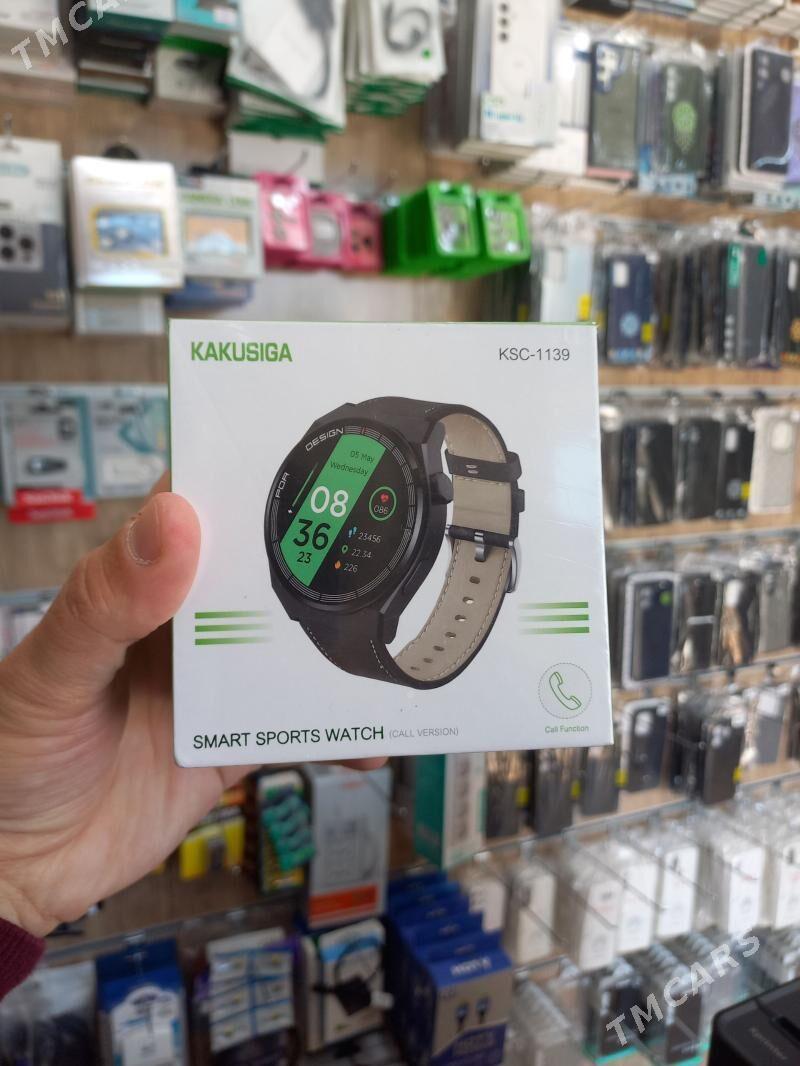 TMCARS
KAKUSIGA
KSC-1139
PDR
DESIGN
05 May
Wednesday
08
36
23
086
23456
22.34
226
SMART SPORTS WATCH (CALL VERSION)
Call Function
TMCARS